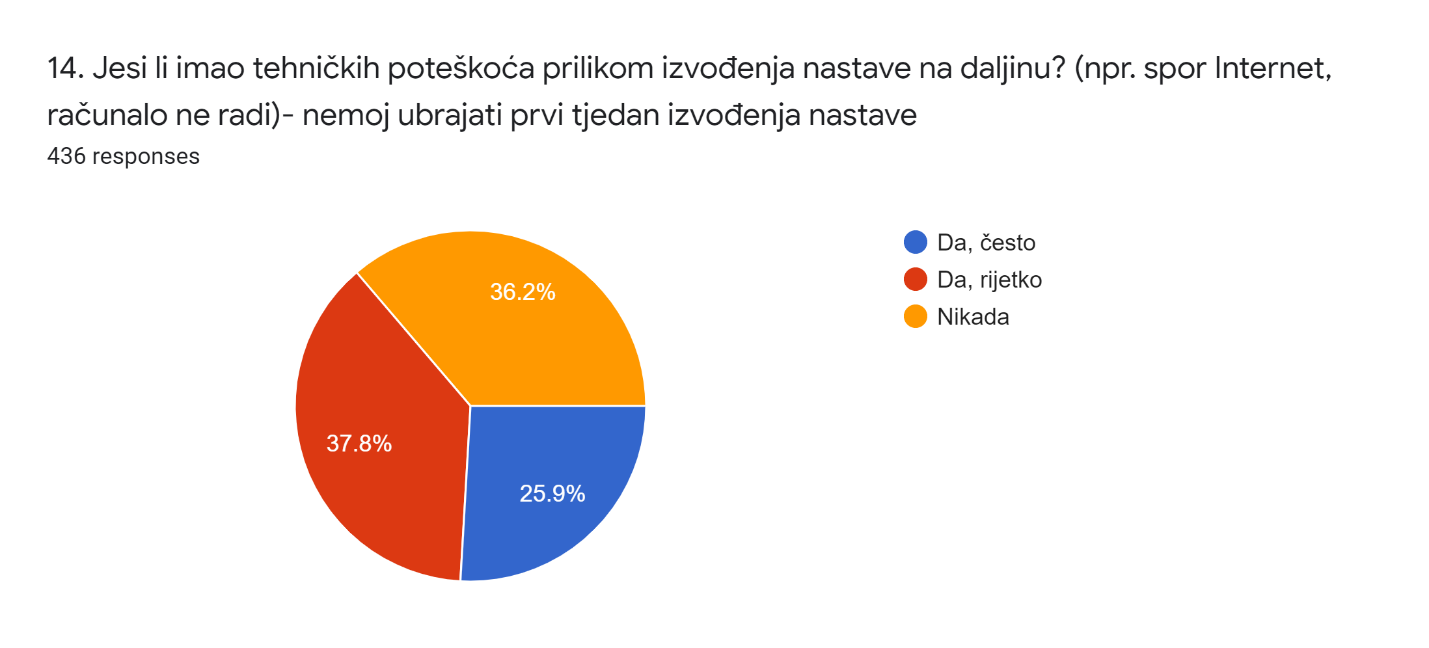 14. Jesi li imao tehničkih poteškoća prilikom izvođenja nastave na daljinu? (npr. spor Internet,
računalo ne radi)- nemoj ubrajati prvi tjedan izvođenja nastave
436 responses
Da, često
Da, rijetko
Nikada
36.2%
37.8%
25.9%